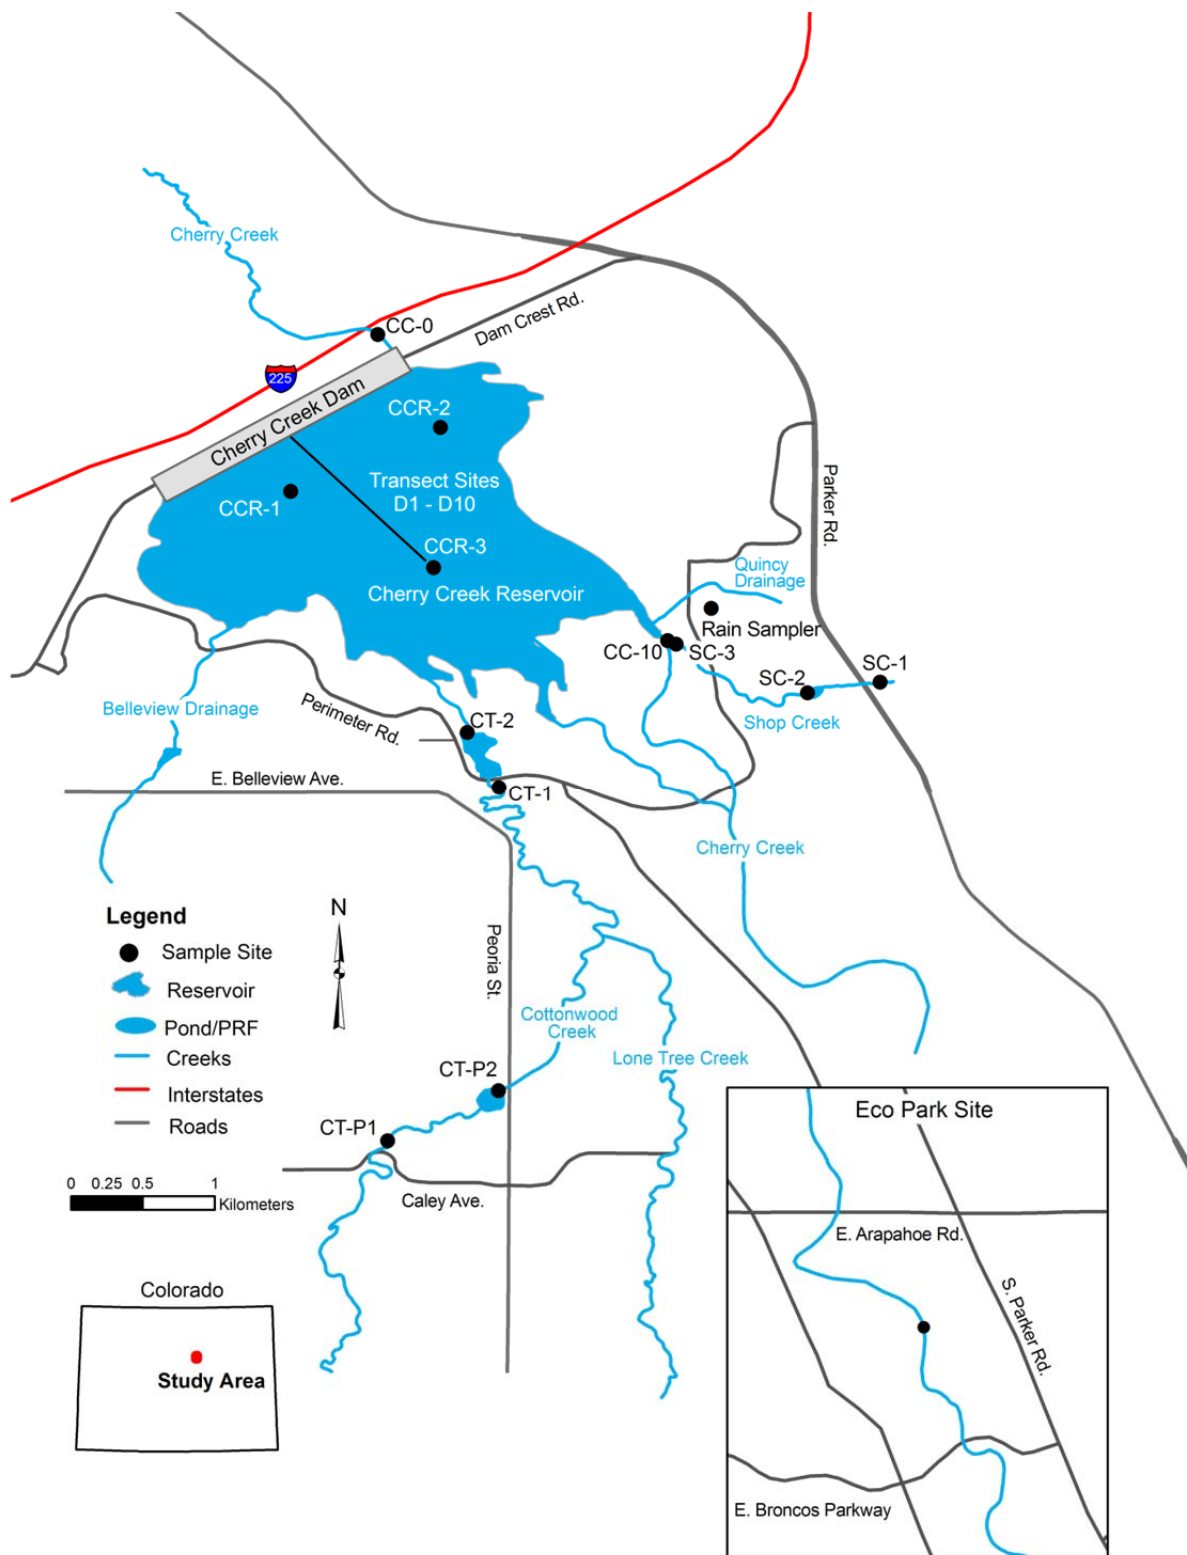 Cherry Creek
CC-0
Dam Crest Rd.
225
Cherry Creek Dam
CCR-2
Transect Sites
D1 - D10
CCR-1
CCR-3
Cherry Creek Reservoir
Parker Rd.
Quincy
Drainage
Rain Sampler
CC-10
SC-3
SC-2
SC-1
Shop Creek
Belleview Drainage
Perimeter Rd.
CT-2
E. Belleview Ave.
CT-1
Cherry Creek
Legend
Sample Site
Reservoir
Pond/PRF
Creeks
Interstates
Roads
N
Peoria St.
Cottonwood
Creek
Lone Tree Creek
CT-P2
CT-P1
Caley Ave.
0 0.25 0.5 1
Kilometers
Colorado
Study Area
Eco Park Site
E. Arapahoe Rd.
S. Parker Rd.
E. Broncos Parkway